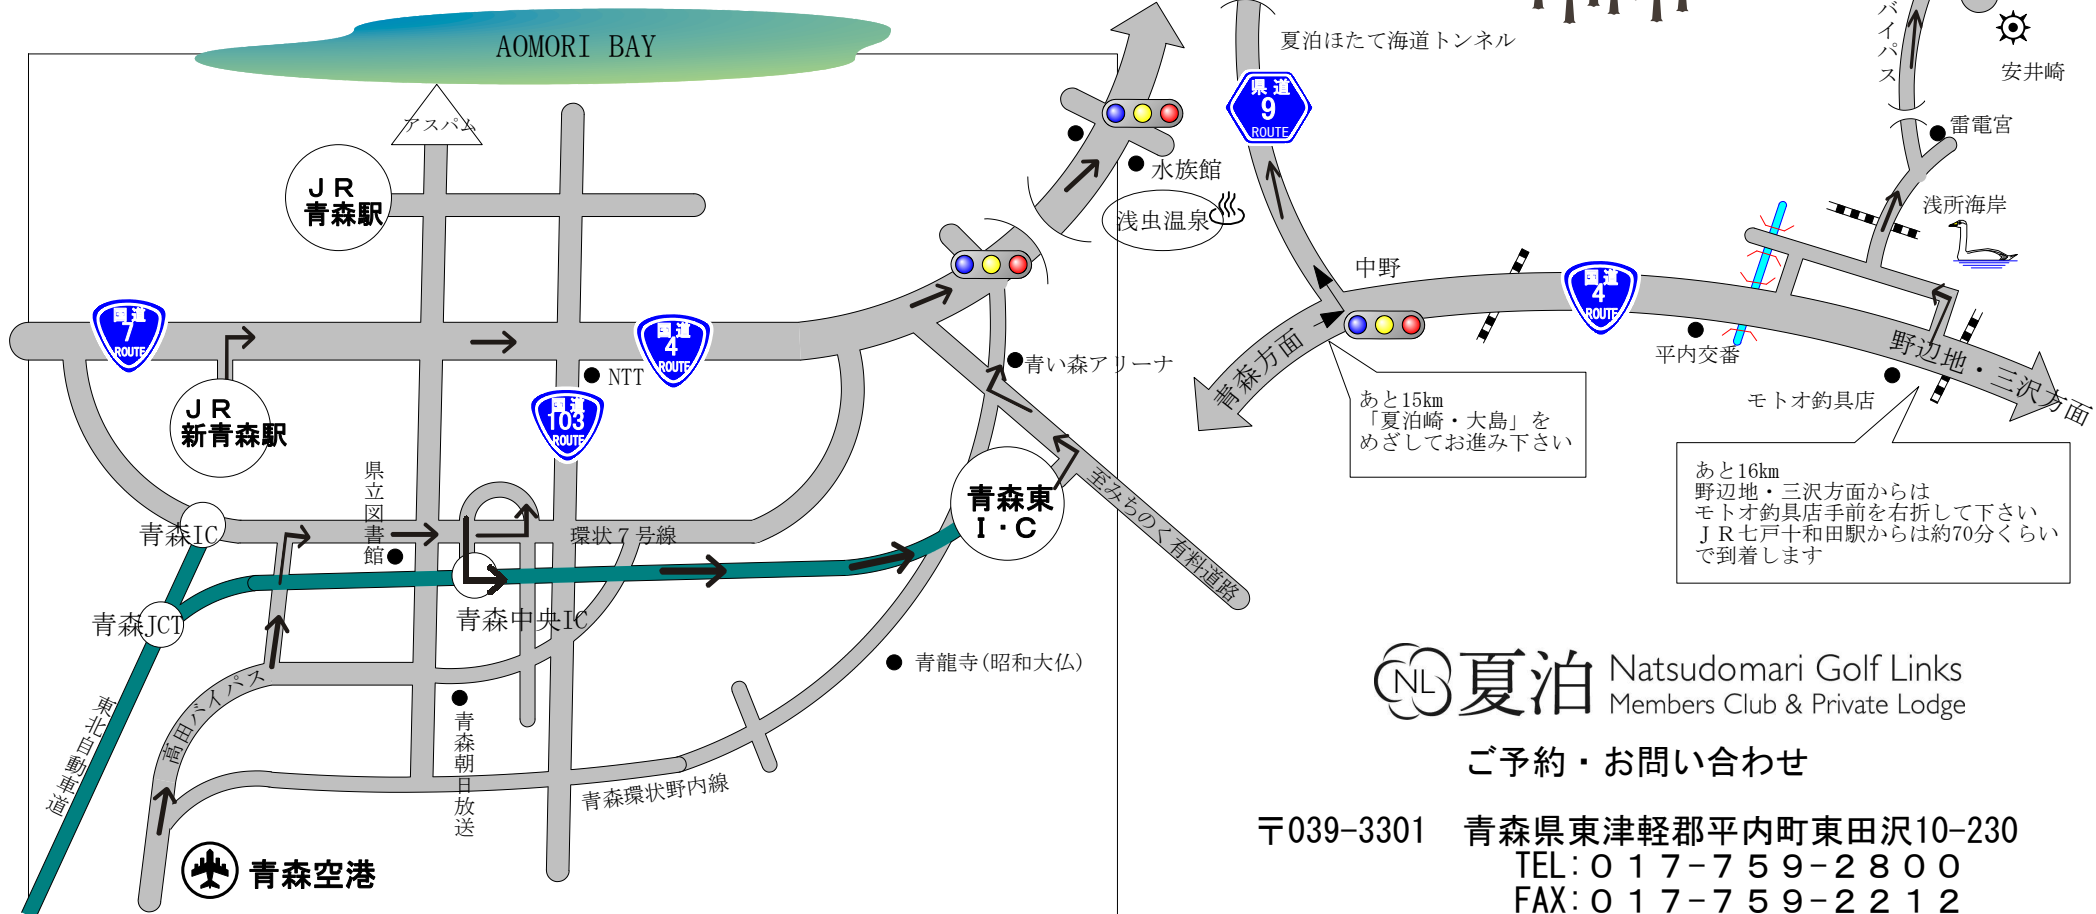 AOMORI BAY
アスパム
ＪＲ
青森駅
国道
7
ROUTE
ＪＲ
新青森駅
国道
4
ROUTE
NTT
国道
103
ROUTE
青い森アリーナ
県立図書館
環状７号線
青森IC
青森JCT
青森中央IC
青森東
Ｉ・Ｃ
至みちのく有料道路
高田バイパス
東北自動車道
青森朝日放送
青森環状野内線
青龍寺(昭和大仏)
青森空港
水族館
浅虫温泉
夏泊ほたて海道トンネル
県道
9
ROUTE
バイパス
安井崎
雷電宮
浅所海岸
中野
国道
4
ROUTE
平内交番
青森方面
野辺地・三沢方面
モトオ釣具店
あと15km
「夏泊崎・大島」を
めざしてお進み下さい
あと16km
野辺地・三沢方面からは
モトオ釣具店手前を右折して下さい
ＪＲ七戸十和田駅からは約70分くらい
で到着します
NL 夏泊 Natsudomari Golf Links
Members Club & Private Lodge
ご予約・お問い合わせ
〒039-3301　青森県東津軽郡平内町東田沢10-230
TEL:０１７-７５９-２８００
FAX:０１７-７５９-２２１２